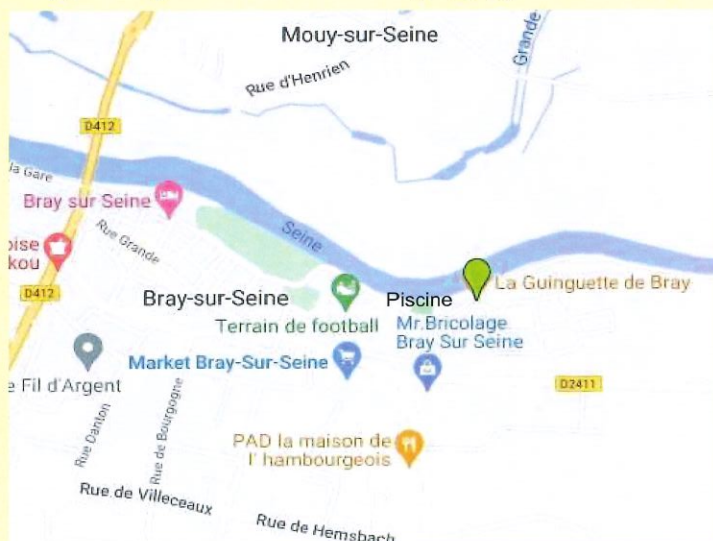 Mouy-sur-Seine
Rue d'Henrien
Grande
D412
la Gare
Bray sur Seine
Rue Grande
Seine
oise
kou
D412
La Guinguette de Bray
Bray-sur-Seine
Piscine
Terrain de football
Mr.Bricolage
Bray Sur Seine
Market Bray-Sur-Seine
e Fil d'Argent
D2411
Rue Danton
Rue de Bourgogne
PAD la maison de
l' hambourgeois
Rue de Villeceaux
Rue de Hemsbach